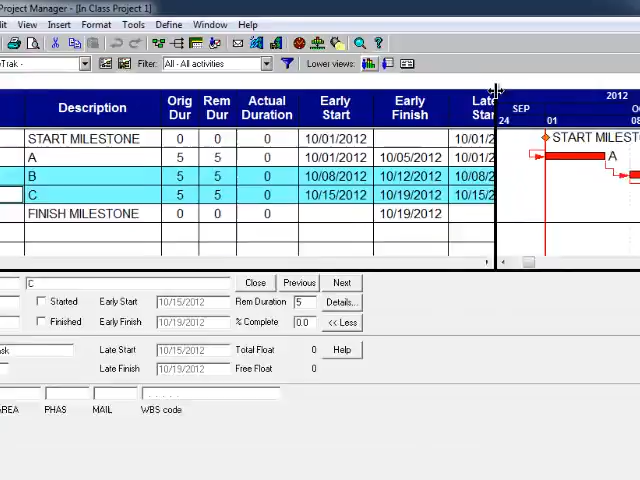 Project Manager - [In Class Project 1]
Edit View Insert Format Tools Define Window Help
Trak - Filter: All - All activities Lower views:
Description Orig Dur Rem Dur Actual Duration Early Start Early Finish Late Star
2012
SEP
24 01 08
START MILESTONE 0 0 0 10/01/2012 10/01/2 START MILEST
A 5 5 0 10/01/2012 10/05/2012 10/01/2 A
B 5 5 0 10/08/2012 10/12/2012 10/08/2
C 5 5 0 10/15/2012 10/19/2012 10/15/2
FINISH MILESTONE 0 0 0 10/19/2012
C Close Previous Next
Started Early Start 10/15/2012 Rem Duration 5 Details...
Finished Early Finish 10/19/2012 % Complete 0.0 << Less
sk Late Start 10/15/2012 Total Float 0 Help
Late Finish 10/19/2012 Free Float 0
AREA PHAS MAIL WBS code